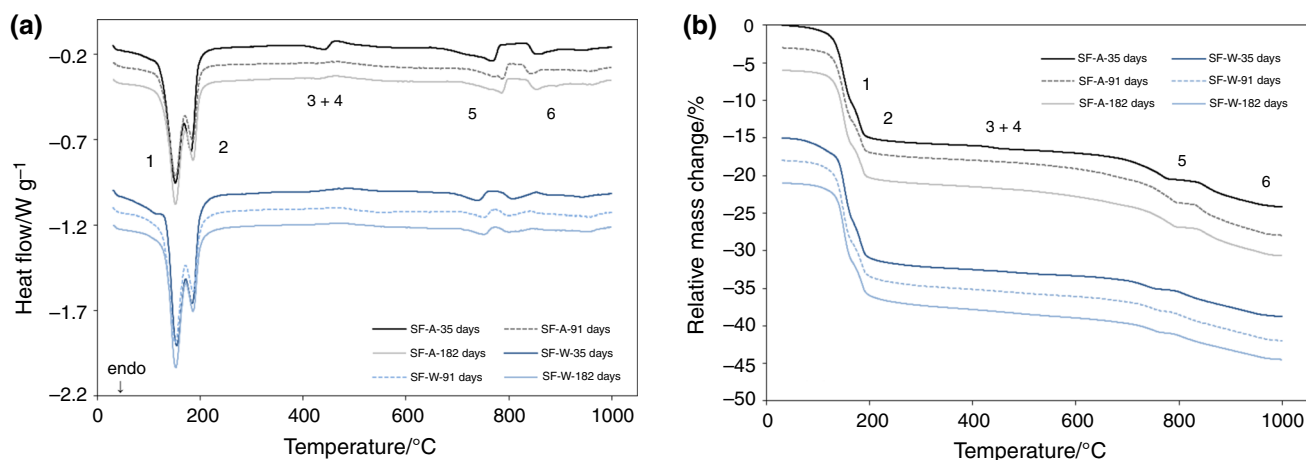 (a)
−0.2
−0.7
−1.2
−1.7
−2.2
Heat flow/W g⁻¹
1
2
3 + 4
5
6
SF-A-35 days
SF-A-91 days
SF-A-182 days
SF-W-35 days
SF-W-91 days
SF-W-182 days
endo
↓
0
200
400
600
800
1000
Temperature/°C
(b)
0
−5
−10
−15
−20
−25
−30
−35
−40
−45
−50
Relative mass change/%
SF-A-35 days
SF-W-35 days
SF-A-91 days
SF-W-91 days
SF-A-182 days
SF-W-182 days
1
2
3 + 4
5
6
0
200
400
600
800
1000
Temperature/°C